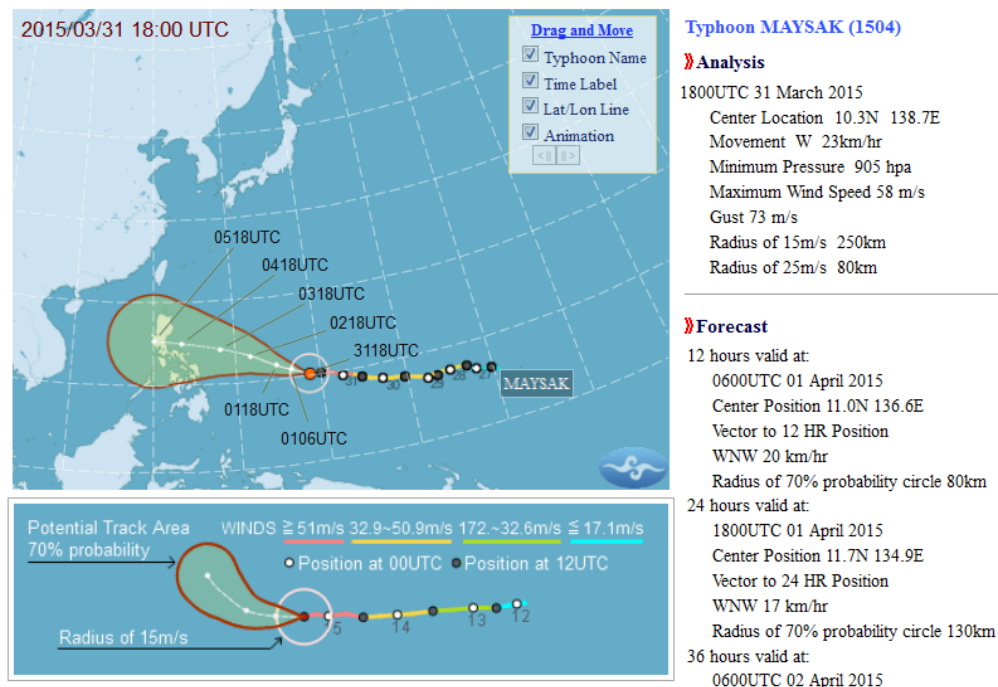 2015/03/31 18:00 UTC
Drag and Move
Typhoon Name
Time Label
Lat/Lon Line
Animation
0518UTC
0418UTC
0318UTC
0218UTC
3118UTC
0118UTC
0106UTC
31
30
29
28
27
MAYSAK
Potential Track Area
70% probability
WINDS ≧51m/s 32.9~50.9m/s 172.~32.6m/s ≦17.1m/s
Position at 00UTC Position at 12UTC
Radius of 15m/s
15
14
13
12
Typhoon MAYSAK (1504)
Analysis
1800UTC 31 March 2015
Center Location 10.3N 138.7E
Movement W 23km/hr
Minimum Pressure 905 hpa
Maximum Wind Speed 58 m/s
Gust 73 m/s
Radius of 15m/s 250km
Radius of 25m/s 80km
Forecast
12 hours valid at:
0600UTC 01 April 2015
Center Position 11.0N 136.6E
Vector to 12 HR Position
WNW 20 km/hr
Radius of 70% probability circle 80km
24 hours valid at:
1800UTC 01 April 2015
Center Position 11.7N 134.9E
Vector to 24 HR Position
WNW 17 km/hr
Radius of 70% probability circle 130km
36 hours valid at:
0600UTC 02 April 2015